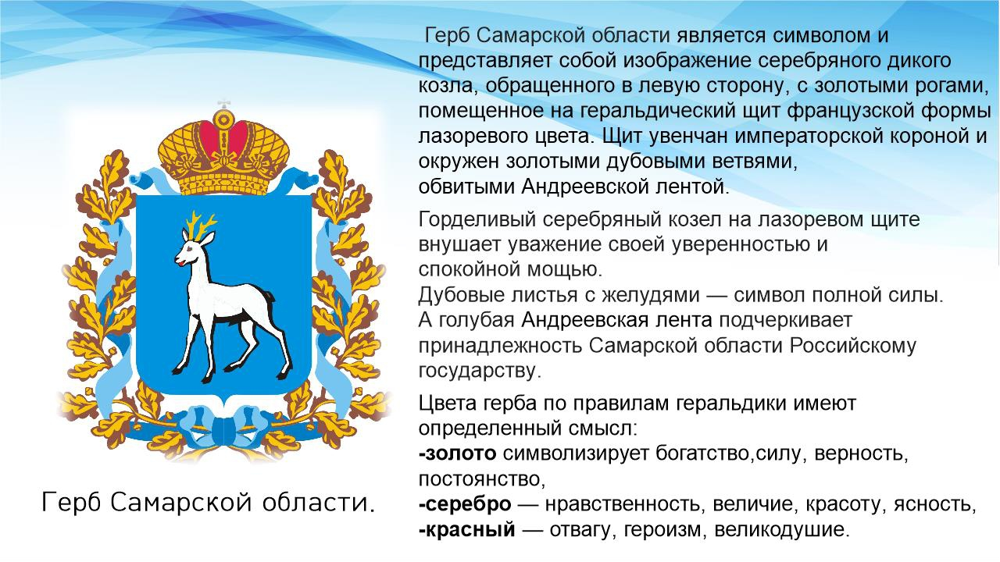 Герб Самарской области является символом и
представляет собой изображение серебряного дикого
козла, обращенного в левую сторону, с золотыми рогами,
помещенное на геральдический щит французской формы
лазоревого цвета. Щит увенчан императорской короной и
окружен золотыми дубовыми ветвями,
обвитыми Андреевской лентой.
Горделивый серебряный козел на лазоревом щите
внушает уважение своей уверенностью и
спокойной мощью.
Дубовые листья с желудями — символ полной силы.
А голубая Андреевская лента подчеркивает
принадлежность Самарской области Российскому
государству.
Цвета герба по правилам геральдики имеют
определенный смысл:
-золото символизирует богатство,силу, верность,
постоянство,
-серебро — нравственность, величие, красоту, ясность,
-красный — отвагу, героизм, великодушие.
Герб Самарской области.